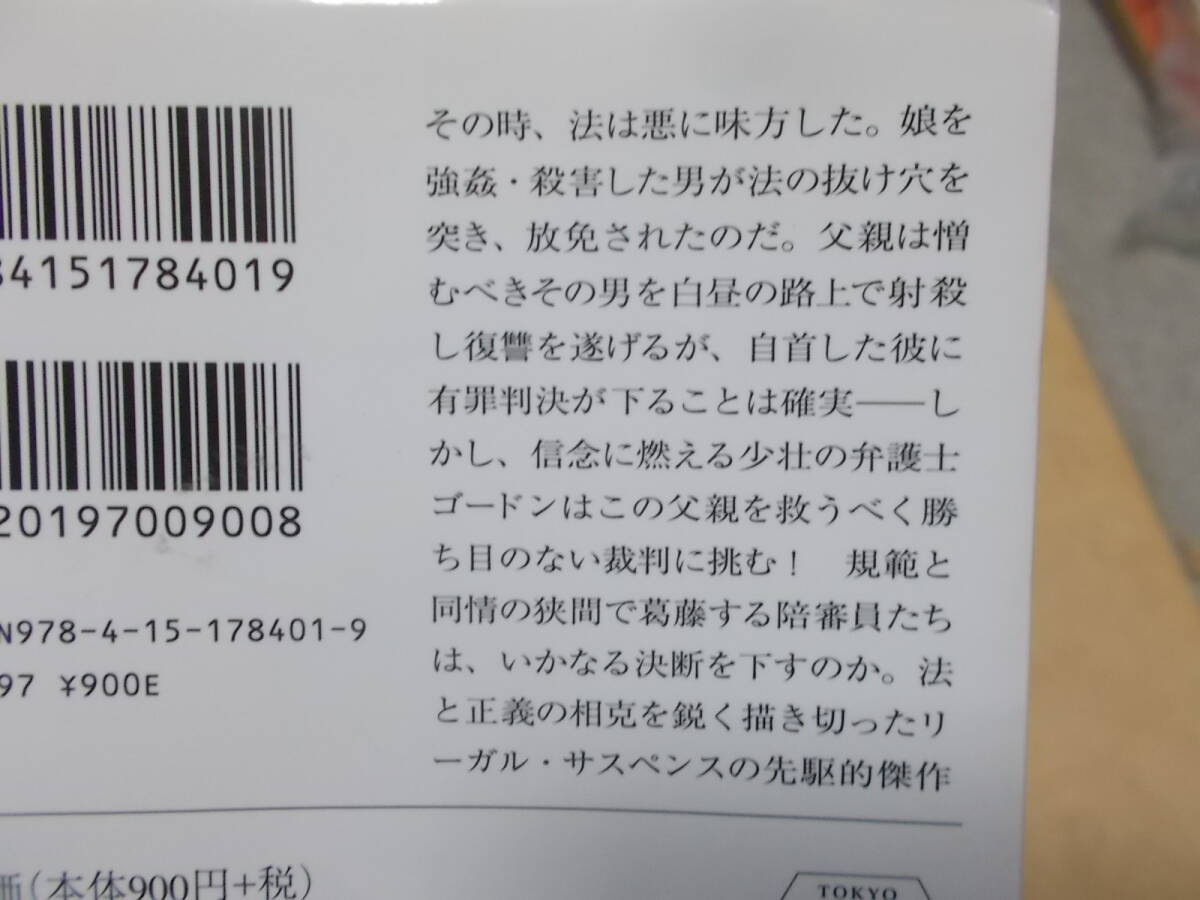 84151784019
20197009008
N978-4-15-178401-9
97 ¥900E
その時、法は悪に味方した。娘を
強姦・殺害した男が法の抜け穴を
突き、放免されたのだ。父親は憎
むべきその男を白昼の路上で射殺
し復讐を遂げるが、自首した彼に
有罪判決が下ることは確実――し
かし、信念に燃える少壮の弁護士
ゴードンはこの父親を救うべく勝
ち目のない裁判に挑む！　規範と
同情の狭間で葛藤する陪審員たち
は、いかなる決断を下すのか。法
と正義の相克を鋭く描き切ったリ
ーガル・サスペンスの先駆的傑作
価(本体900円+税)
TOKYO